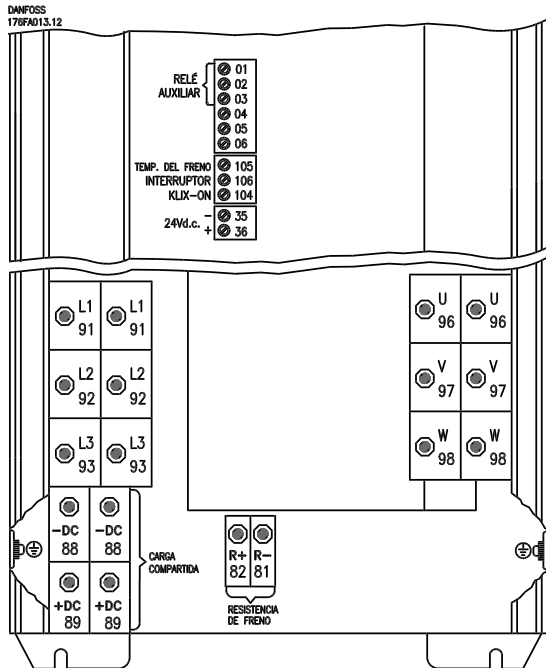 DANFOSS
176FA013.12
RELÉ
AUXILIAR
01
02
03
04
05
06
TEMP. DEL FRENO 105
INTERRUPTOR 106
KLIX-ON 104
24Vd.c.
- 35
+ 36
L1 L1
91 91
L2 L2
92 92
L3 L3
93 93
U U
96 96
V V
97 97
W W
98 98
-DC -DC
88 88
+DC +DC
89 89
CARGA
COMPARTIDA
R+ R-
82 81
RESISTENCIA
DE FRENO